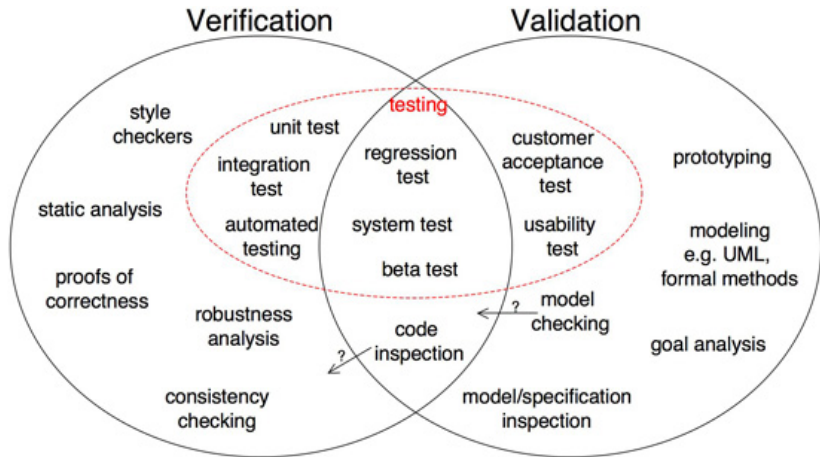 Verification
Validation
style
checkers
unit test
testing
integration
test
regression
test
customer
acceptance
test
prototyping
static analysis
automated
testing
system test
usability
test
modeling
e.g. UML,
formal methods
beta test
proofs of
correctness
robustness
analysis
?
code
inspection
?
model
checking
goal analysis
consistency
checking
model/specification
inspection